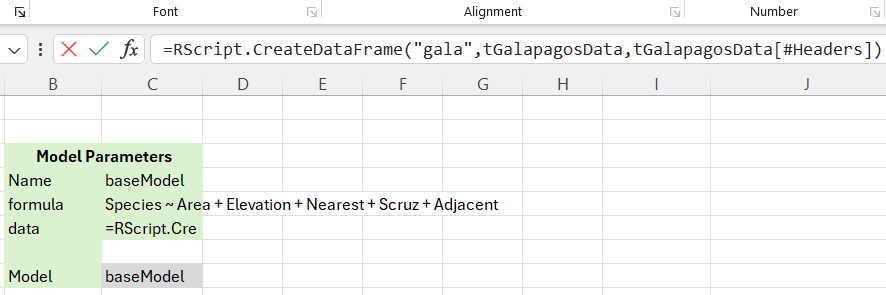 Font Alignment Number
fx =RScript.CreateDataFrame("gala",tGalapagosData,tGalapagosData[#Headers])
B C D E F G H I J
Model Parameters
Name baseModel
formula Species ~ Area + Elevation + Nearest + Scruz + Adjacent
data =RScript.Cre
Model baseModel